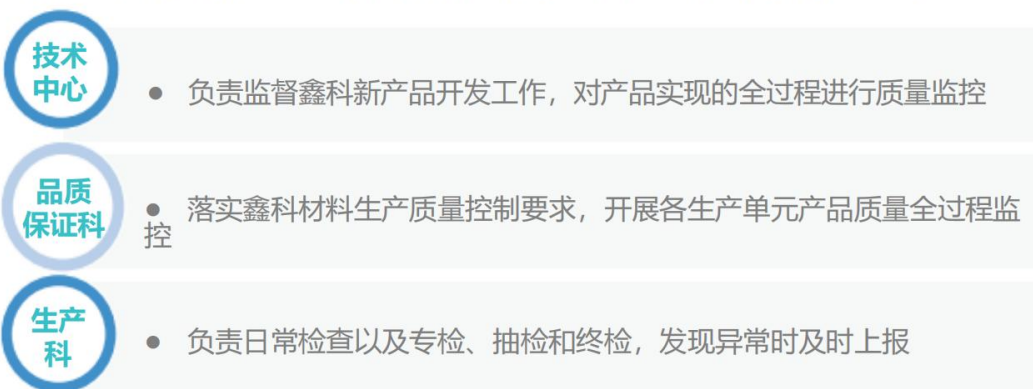 技术
中心
● 负责监督鑫科新产品开发工作，对产品实现的全过程进行质量监控
品质
保证科
● 落实鑫科材料生产质量控制要求，开展各生产单元产品质量全过程监
控
生产
科
● 负责日常检查以及专检、抽检和终检，发现异常时及时上报